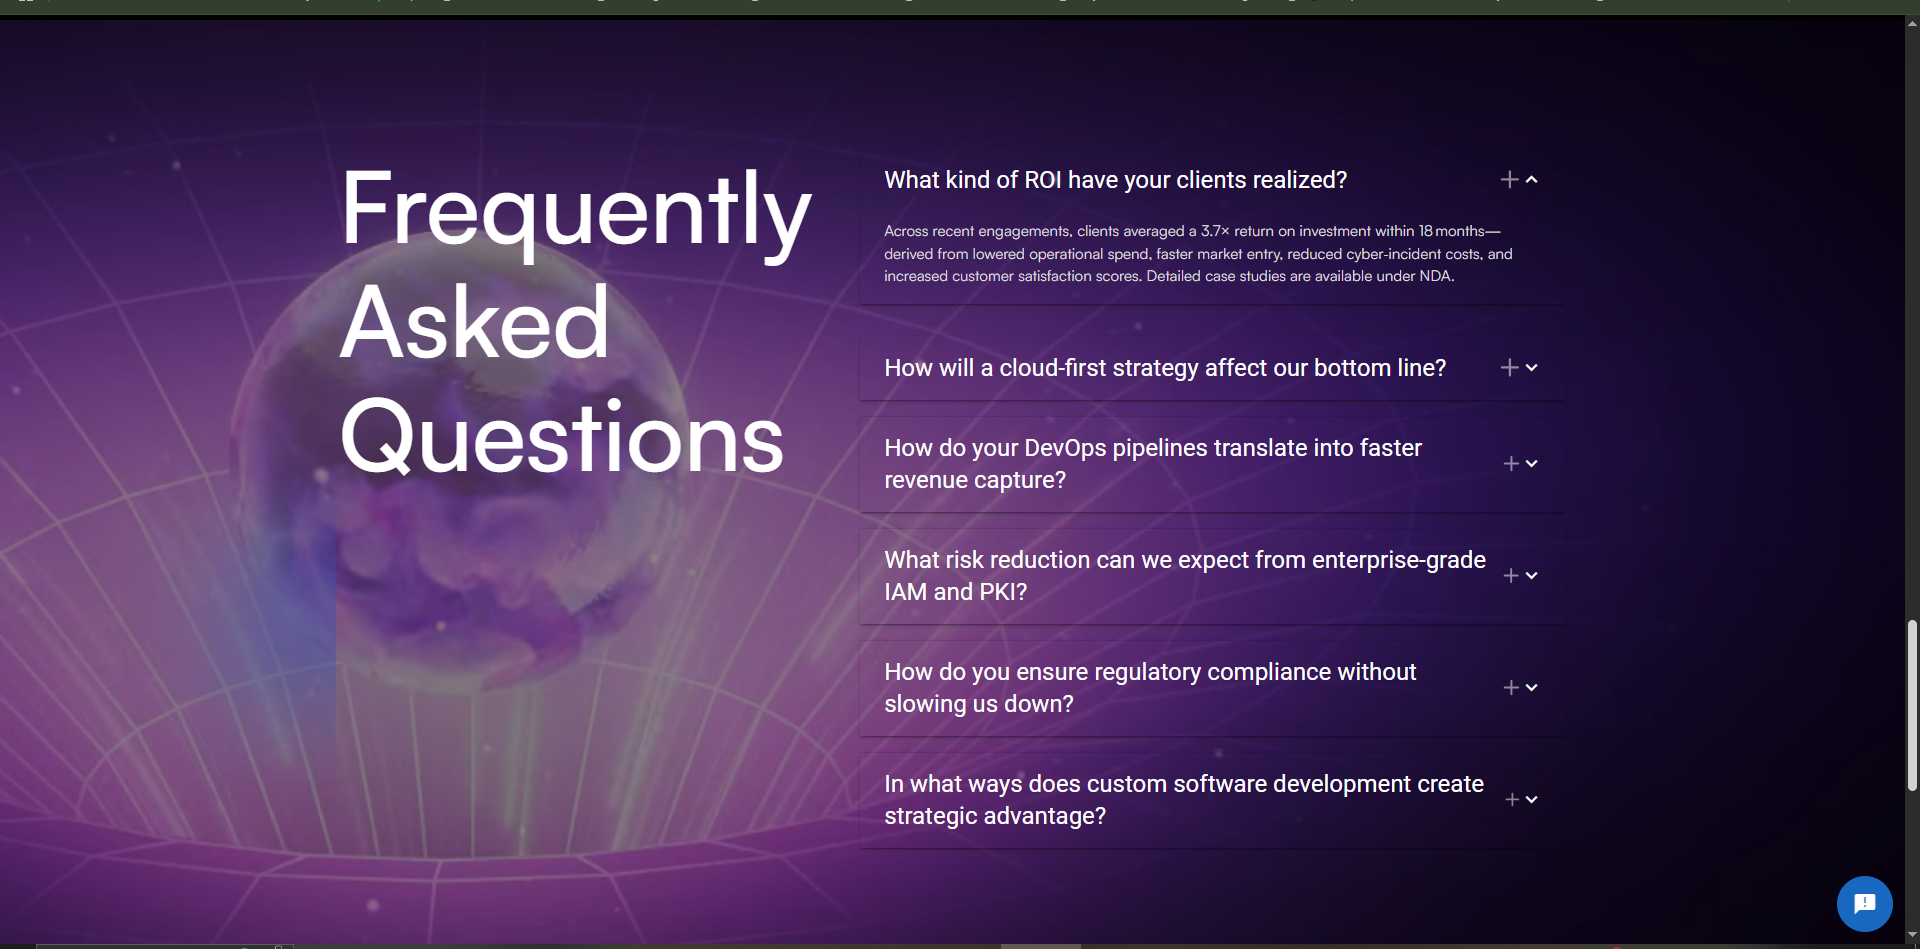 Frequently
Asked
Questions
What kind of ROI have your clients realized?
Across recent engagements, clients averaged a 3.7× return on investment within 18 months—
derived from lowered operational spend, faster market entry, reduced cyber-incident costs, and
increased customer satisfaction scores. Detailed case studies are available under NDA.
How will a cloud-first strategy affect our bottom line?
How do your DevOps pipelines translate into faster
revenue capture?
What risk reduction can we expect from enterprise-grade
IAM and PKI?
How do you ensure regulatory compliance without
slowing us down?
In what ways does custom software development create
strategic advantage?